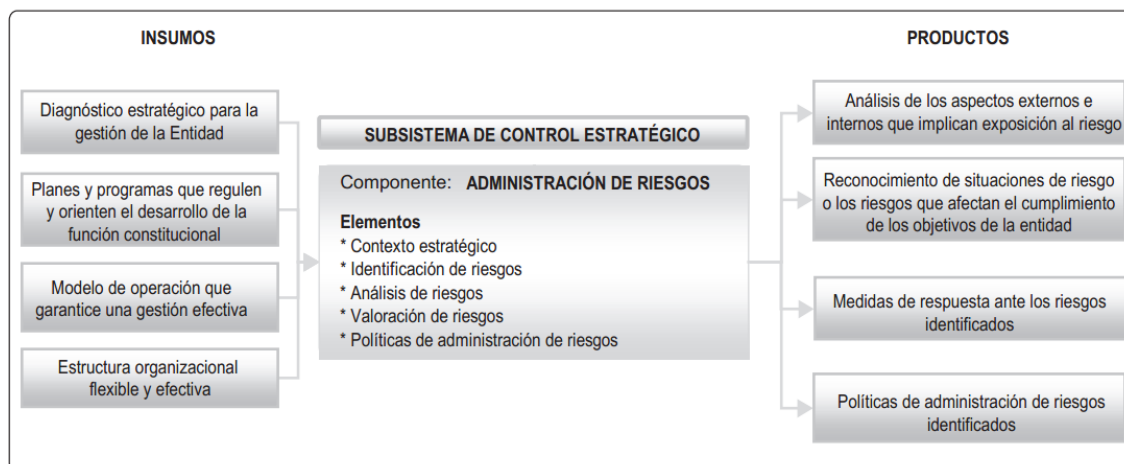 INSUMOS
Diagnóstico estratégico para la
gestión de la Entidad
Planes y programas que regulen
y orienten el desarrollo de la
función constitucional
Modelo de operación que
garantice una gestión efectiva
Estructura organizacional
flexible y efectiva
SUBSISTEMA DE CONTROL ESTRATÉGICO
Componente: ADMINISTRACIÓN DE RIESGOS
Elementos
* Contexto estratégico
* Identificación de riesgos
* Análisis de riesgos
* Valoración de riesgos
* Políticas de administración de riesgos
PRODUCTOS
Análisis de los aspectos externos e
internos que implican exposición al riesgo
Reconocimiento de situaciones de riesgo
o los riesgos que afectan el cumplimiento
de los objetivos de la entidad
Medidas de respuesta ante los riesgos
identificados
Políticas de administración de riesgos
identificados